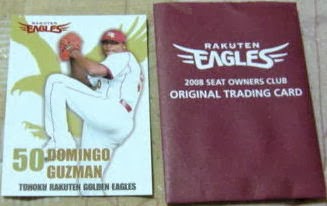 RAKUTEN
EAGLES
50 DOMINGO
GUZMAN
TOHOKU RAKUTEN GOLDEN EAGLES
RAKUTEN
EAGLES
2008 SEAT OWNERS CLUB
ORIGINAL TRADING CARD